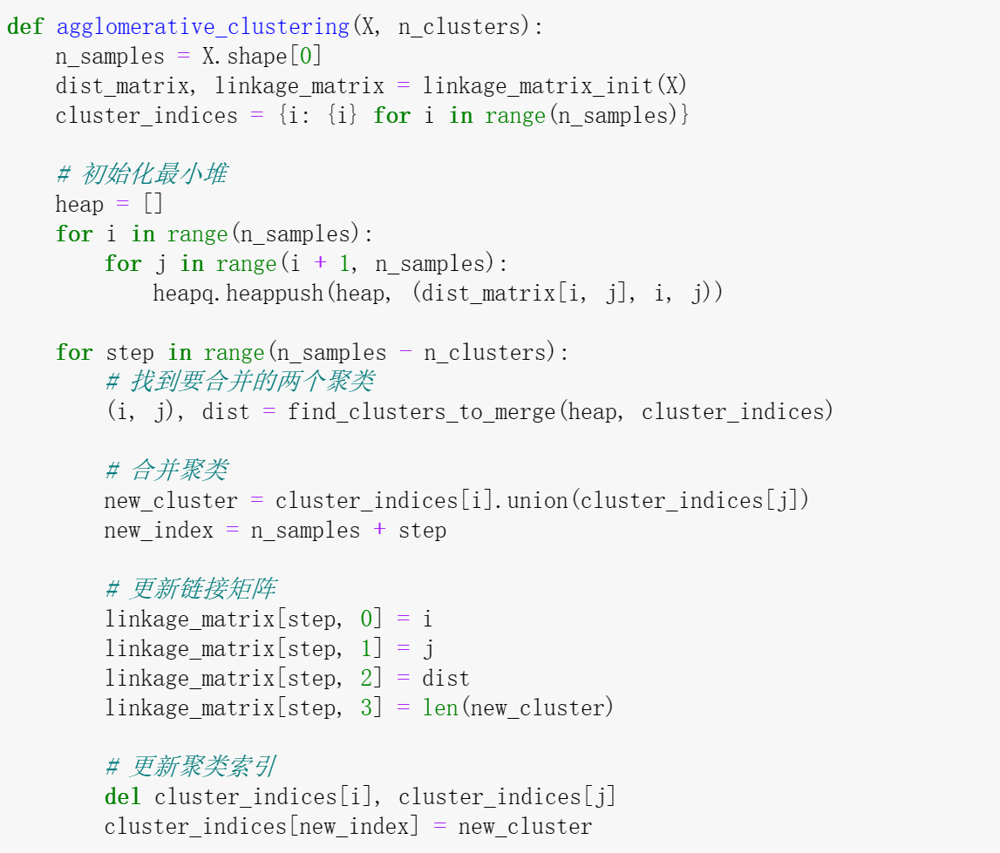 def agglomerative_clustering(X, n_clusters):
    n_samples = X.shape[0]
    dist_matrix, linkage_matrix = linkage_matrix_init(X)
    cluster_indices = {i: {i} for i in range(n_samples)}

    # 初始化最小堆
    heap = []
    for i in range(n_samples):
        for j in range(i + 1, n_samples):
            heapq.heappush(heap, (dist_matrix[i, j], i, j))

    for step in range(n_samples - n_clusters):
        # 找到要合并的两个聚类
        (i, j), dist = find_clusters_to_merge(heap, cluster_indices)

        # 合并聚类
        new_cluster = cluster_indices[i].union(cluster_indices[j])
        new_index = n_samples + step

        # 更新链接矩阵
        linkage_matrix[step, 0] = i
        linkage_matrix[step, 1] = j
        linkage_matrix[step, 2] = dist
        linkage_matrix[step, 3] = len(new_cluster)

        # 更新聚类索引
        del cluster_indices[i], cluster_indices[j]
        cluster_indices[new_index] = new_cluster